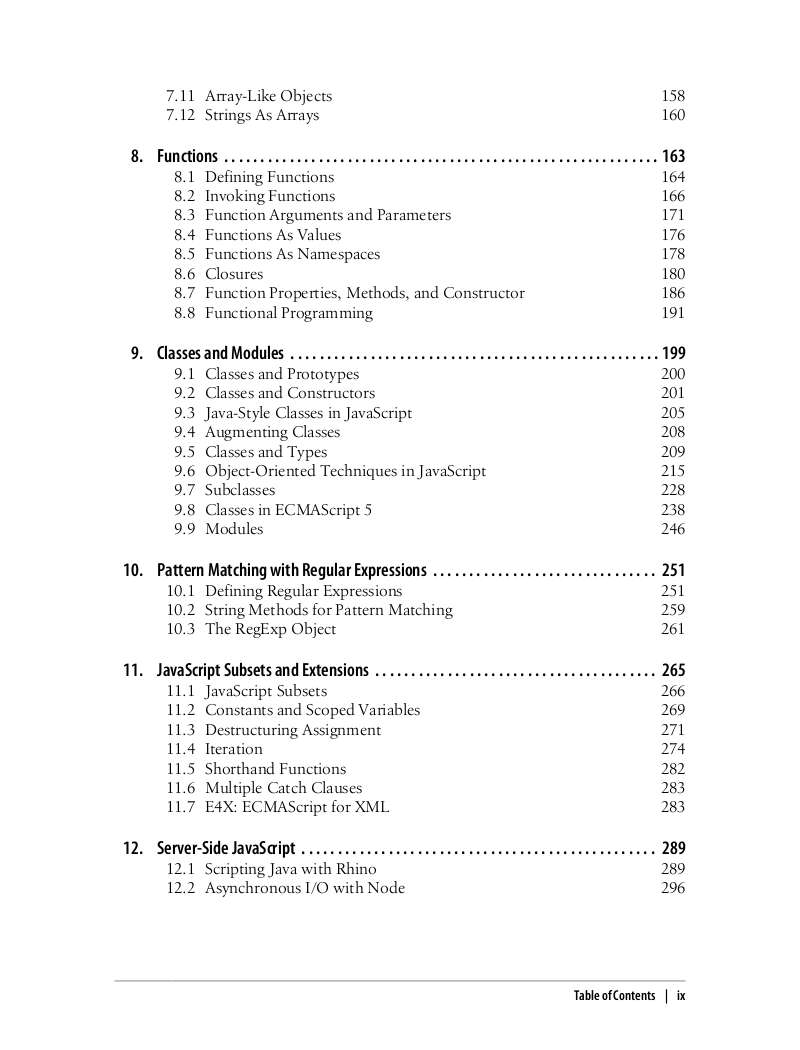 7.11 Array-Like Objects 158
7.12 Strings As Arrays 160
8. Functions . . . . . . . . . . . . . . . . . . . . . . . . . . . . . . . . . . . . . . . . . . . . . . . . . . . . . . . . . . . . 163
8.1 Defining Functions 164
8.2 Invoking Functions 166
8.3 Function Arguments and Parameters 171
8.4 Functions As Values 176
8.5 Functions As Namespaces 178
8.6 Closures 180
8.7 Function Properties, Methods, and Constructor 186
8.8 Functional Programming 191
9. Classes and Modules . . . . . . . . . . . . . . . . . . . . . . . . . . . . . . . . . . . . . . . . . . . . . . . . . . . 199
9.1 Classes and Prototypes 200
9.2 Classes and Constructors 201
9.3 Java-Style Classes in JavaScript 205
9.4 Augmenting Classes 208
9.5 Classes and Types 209
9.6 Object-Oriented Techniques in JavaScript 215
9.7 Subclasses 228
9.8 Classes in ECMAScript 5 238
9.9 Modules 246
10. Pattern Matching with Regular Expressions . . . . . . . . . . . . . . . . . . . . . . . . . . . . . . . 251
10.1 Defining Regular Expressions 251
10.2 String Methods for Pattern Matching 259
10.3 The RegExp Object 261
11. JavaScript Subsets and Extensions . . . . . . . . . . . . . . . . . . . . . . . . . . . . . . . . . . . . . . . 265
11.1 JavaScript Subsets 266
11.2 Constants and Scoped Variables 269
11.3 Destructuring Assignment 271
11.4 Iteration 274
11.5 Shorthand Functions 282
11.6 Multiple Catch Clauses 283
11.7 E4X: ECMAScript for XML 283
12. Server-Side JavaScript . . . . . . . . . . . . . . . . . . . . . . . . . . . . . . . . . . . . . . . . . . . . . . . . . 289
12.1 Scripting Java with Rhino 289
12.2 Asynchronous I/O with Node 296
Table of Contents | ix